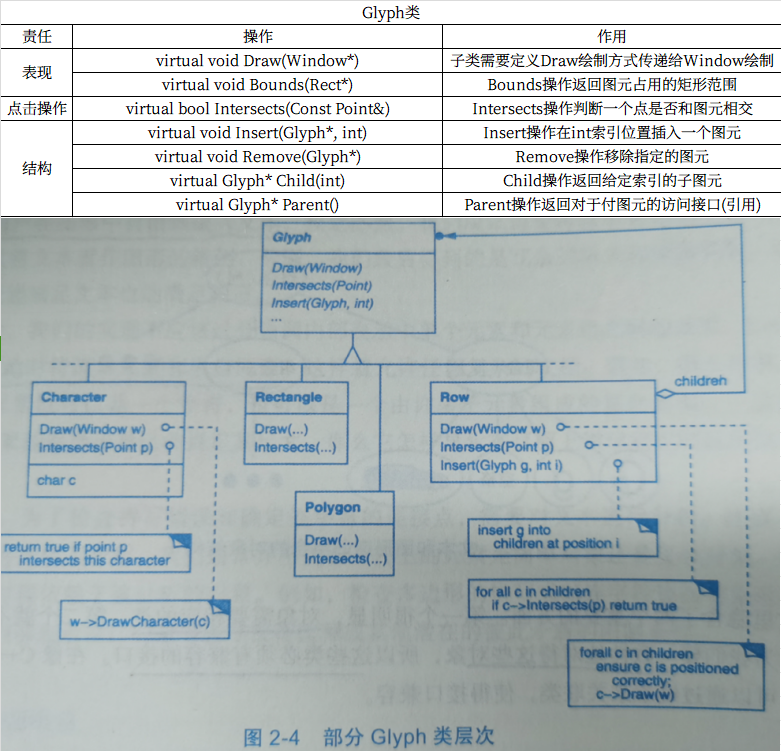 Glyph类
责任 操作 作用
表现 virtual void Draw(Window*) 子类需要定义Draw绘制方式传递给Window绘制
virtual void Bounds(Rect*) Bounds操作返回图元占用的矩形范围
点击操作 virtual bool Intersects(Const Point&) Intersects操作判断一个点是否和图元相交
结构 virtual void Insert(Glyph*, int) Insert操作在int索引位置插入一个图元
virtual void Remove(Glyph*) Remove操作移除指定的图元
virtual Glyph* Child(int) Child操作返回给定索引的子图元
virtual Glyph* Parent() Parent操作返回对于付图元的访问接口(引用)
Glyph
Draw(Window)
Intersects(Point)
Insert(Glyph, int)
...
children
Character
Draw(Window w)
Intersects(Point p)
char c
Rectangle
Draw(...)
Intersects(...)
Row
Draw(Window w)
Intersects(Point p)
Insert(Glyph g, int i)
Polygon
Draw(...)
Intersects(...)
return true if point p
intersects this character
w->DrawCharacter(c)
insert g into
children at position i
for all c in children
if c->Intersects(p) return true
forall c in children
ensure c is positioned
correctly;
c->Draw(w)
图 2-4 部分 Glyph 类层次